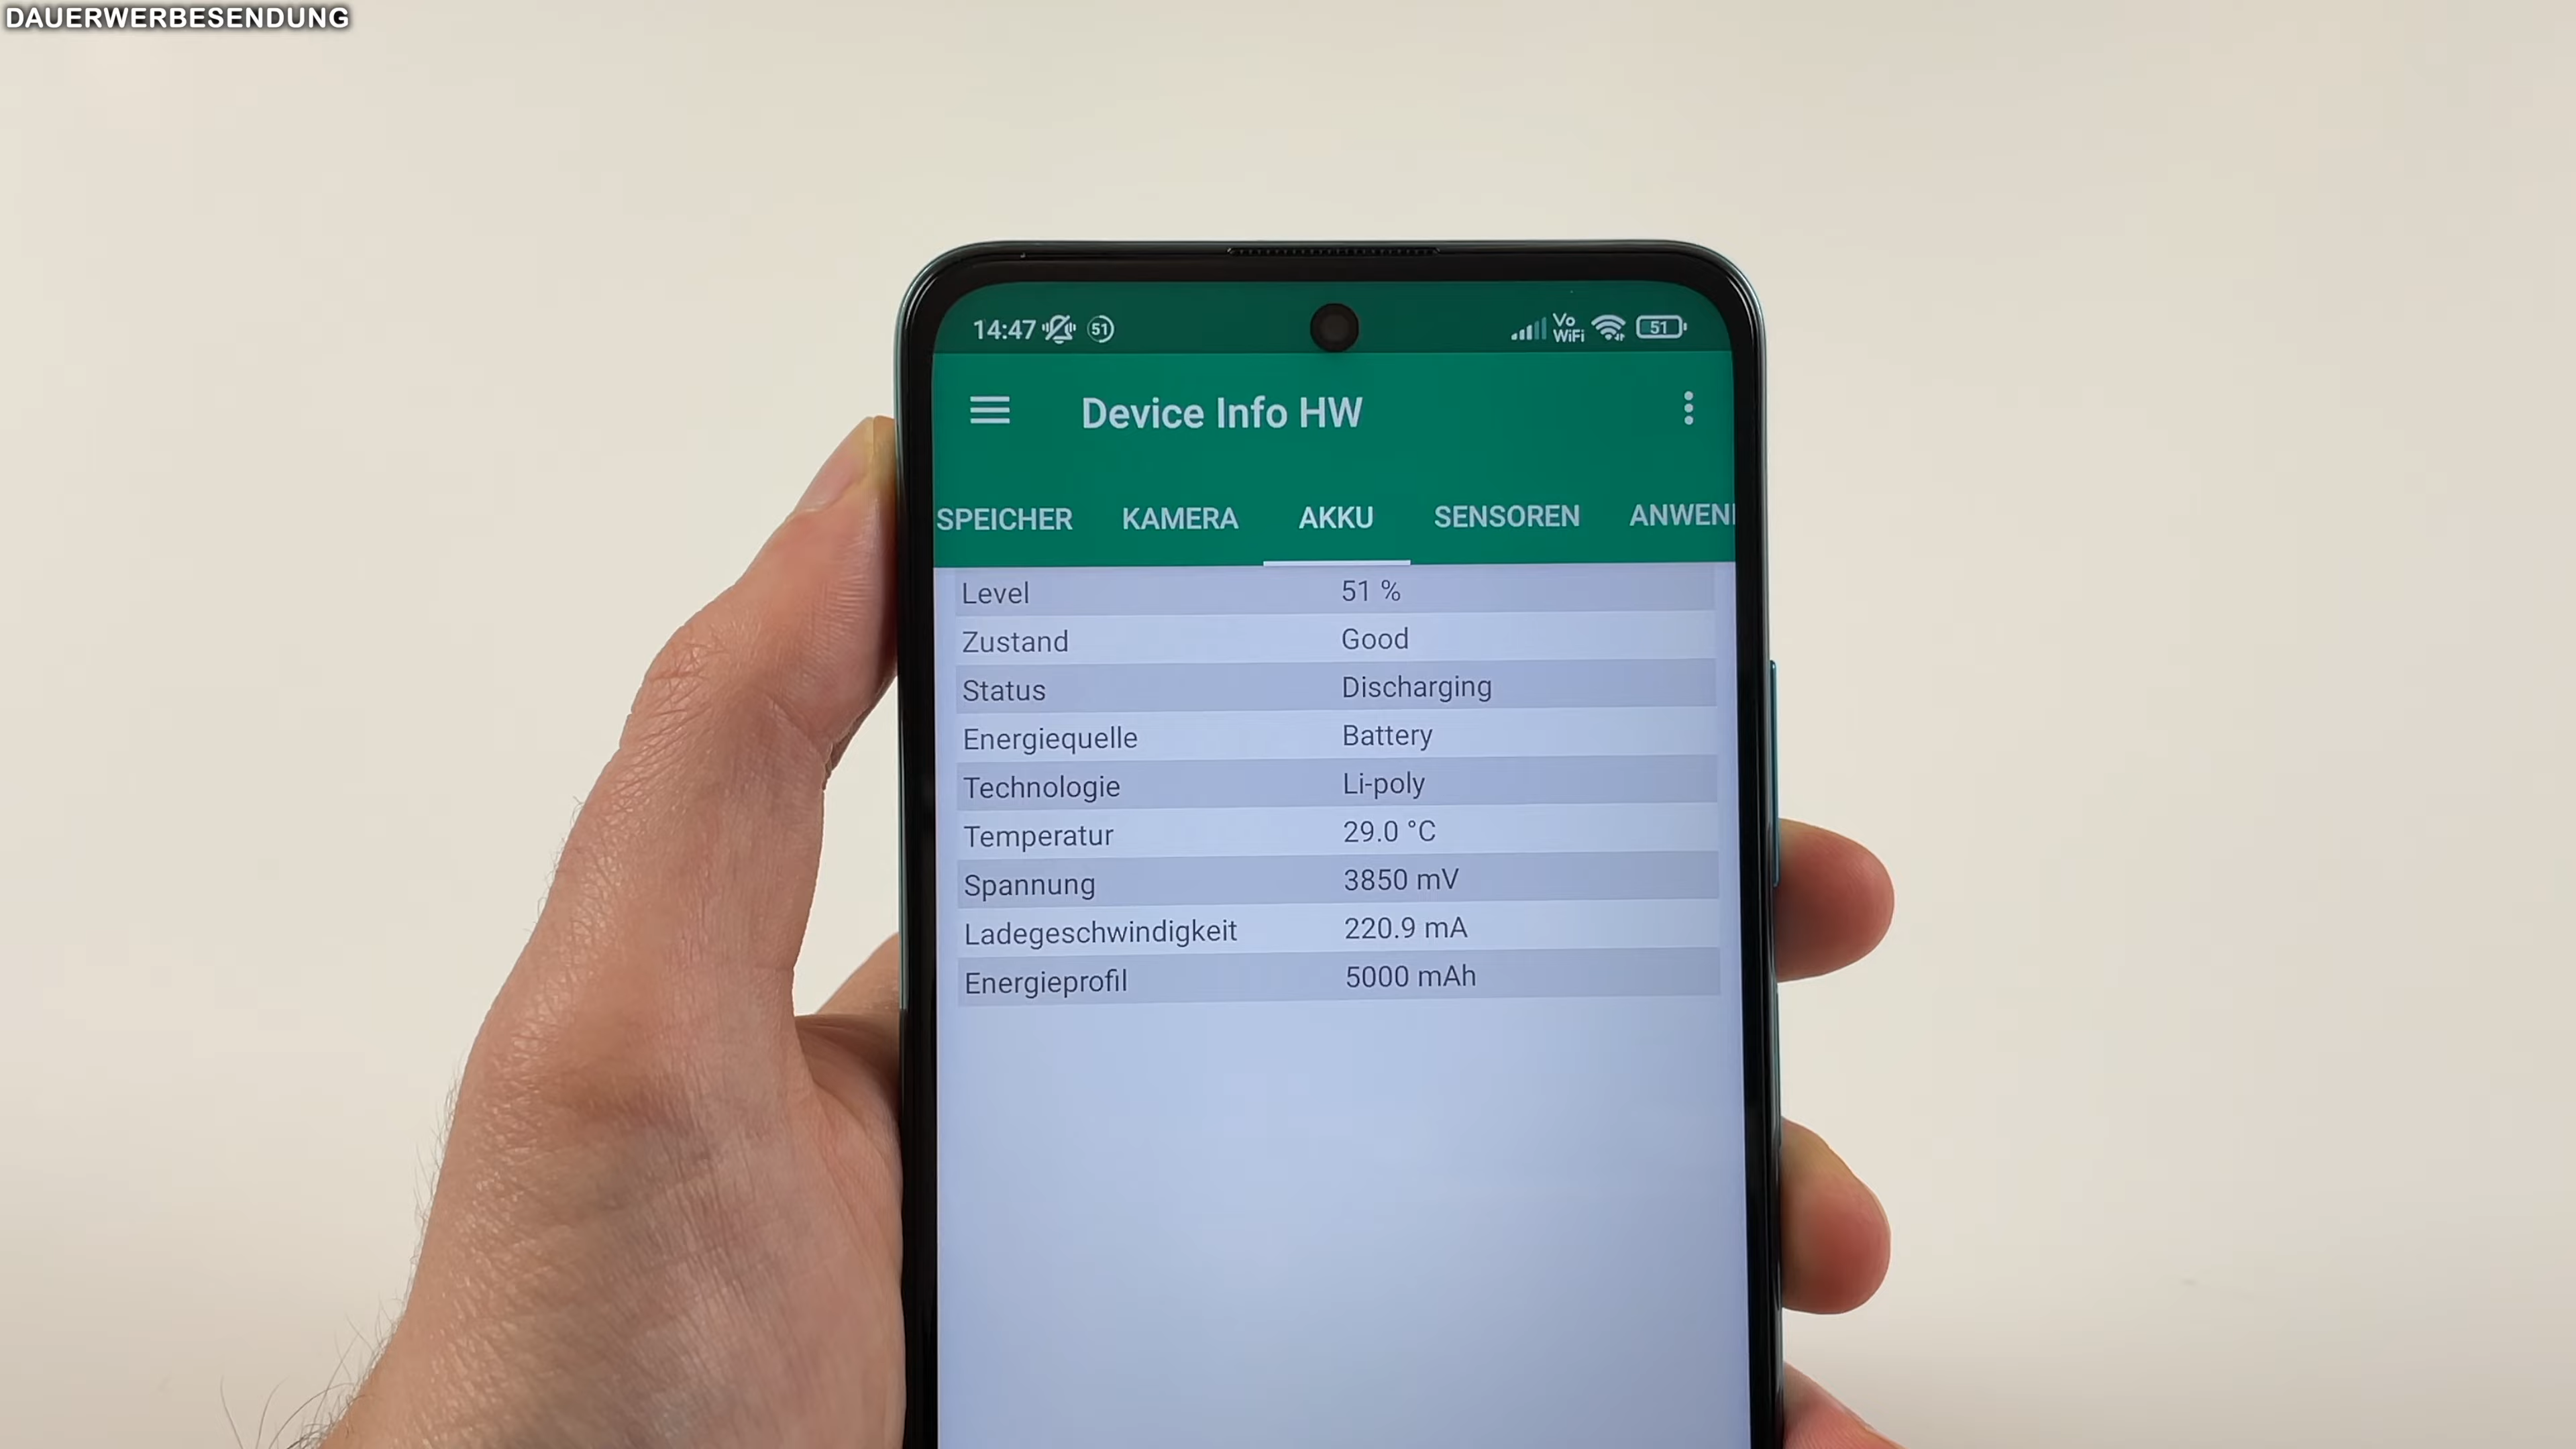 DAUERWERBESENDUNG
14:47 51 Vo WiFi 51
Device Info HW
SPEICHER KAMERA AKKU SENSOREN ANWEN
Level 51 %
Zustand Good
Status Discharging
Energiequelle Battery
Technologie Li-poly
Temperatur 29.0 °C
Spannung 3850 mV
Ladegeschwindigkeit 220.9 mA
Energieprofil 5000 mAh